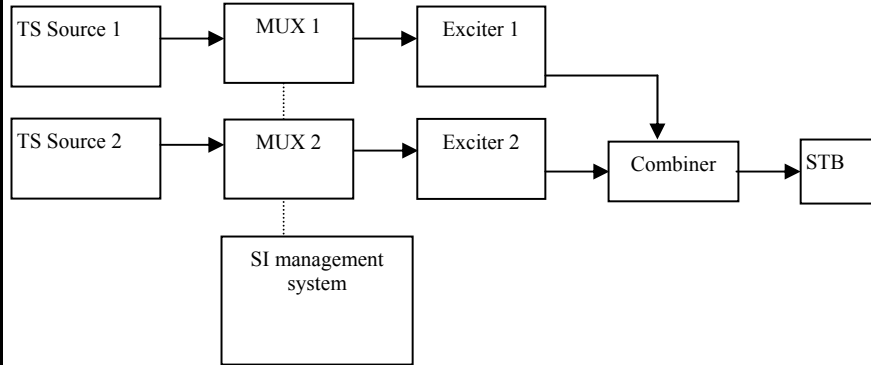 TS Source 1
MUX 1
Exciter 1
TS Source 2
MUX 2
Exciter 2
Combiner
STB
SI management
system